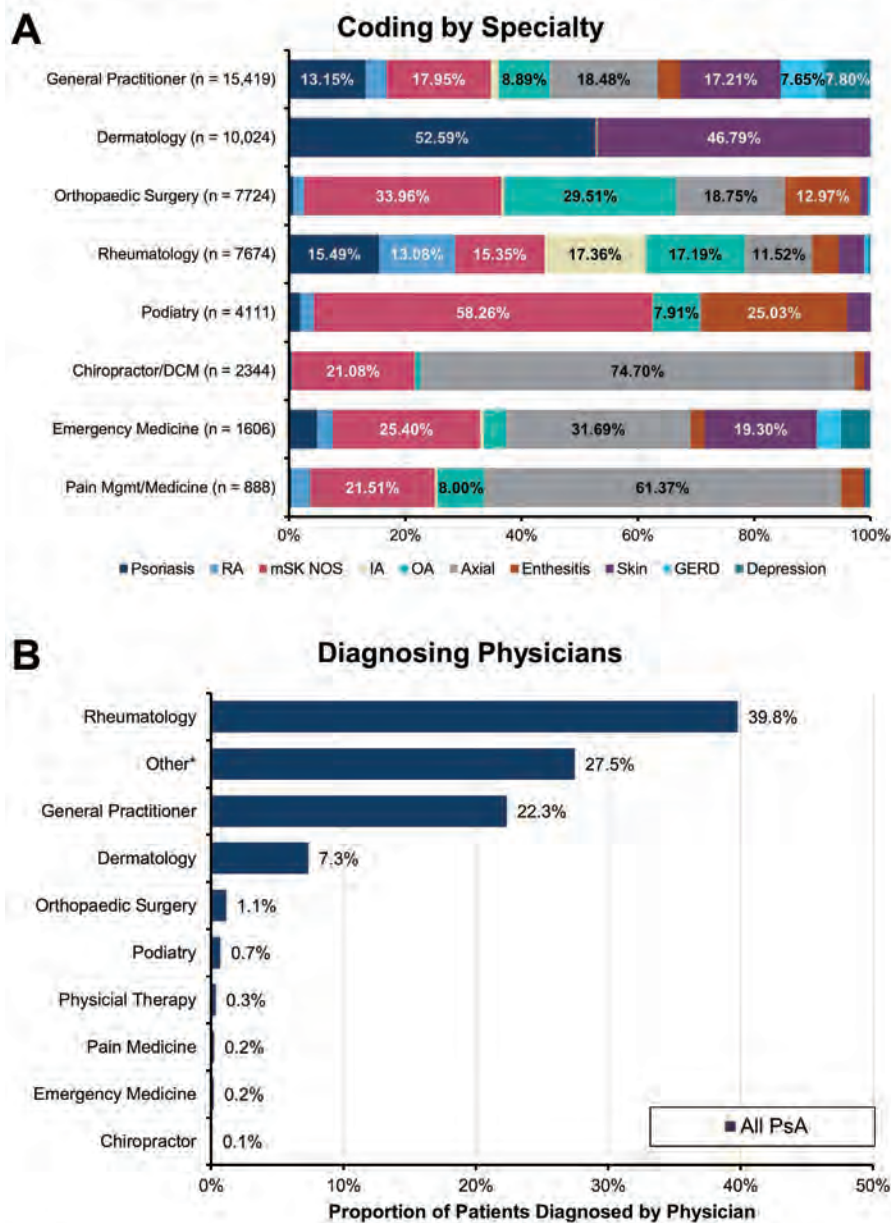 A
Coding by Specialty
General Practitioner (n = 15,419)
13.15% 17.95% 8.89% 18.48% 17.21% 7.65% 7.80%
Dermatology (n = 10,024)
52.59% 46.79%
Orthopaedic Surgery (n = 7724)
33.96% 29.51% 18.75% 12.97%
Rheumatology (n = 7674)
15.49% 13.08% 15.35% 17.36% 17.19% 11.52%
Podiatry (n = 4111)
58.26% 7.91% 25.03%
Chiropractor/DCM (n = 2344)
21.08% 74.70%
Emergency Medicine (n = 1606)
25.40% 31.69% 19.30%
Pain Mgmt/Medicine (n = 888)
21.51% 8.00% 61.37%
0% 20% 40% 60% 80% 100%
Psoriasis RA mSK NOS IA OA Axial Enthesitis Skin GERD Depression
B
Diagnosing Physicians
Rheumatology 39.8%
Other* 27.5%
General Practitioner 22.3%
Dermatology 7.3%
Orthopaedic Surgery 1.1%
Podiatry 0.7%
Physicial Therapy 0.3%
Pain Medicine 0.2%
Emergency Medicine 0.2%
Chiropractor 0.1%
All PsA
0% 10% 20% 30% 40% 50%
Proportion of Patients Diagnosed by Physician